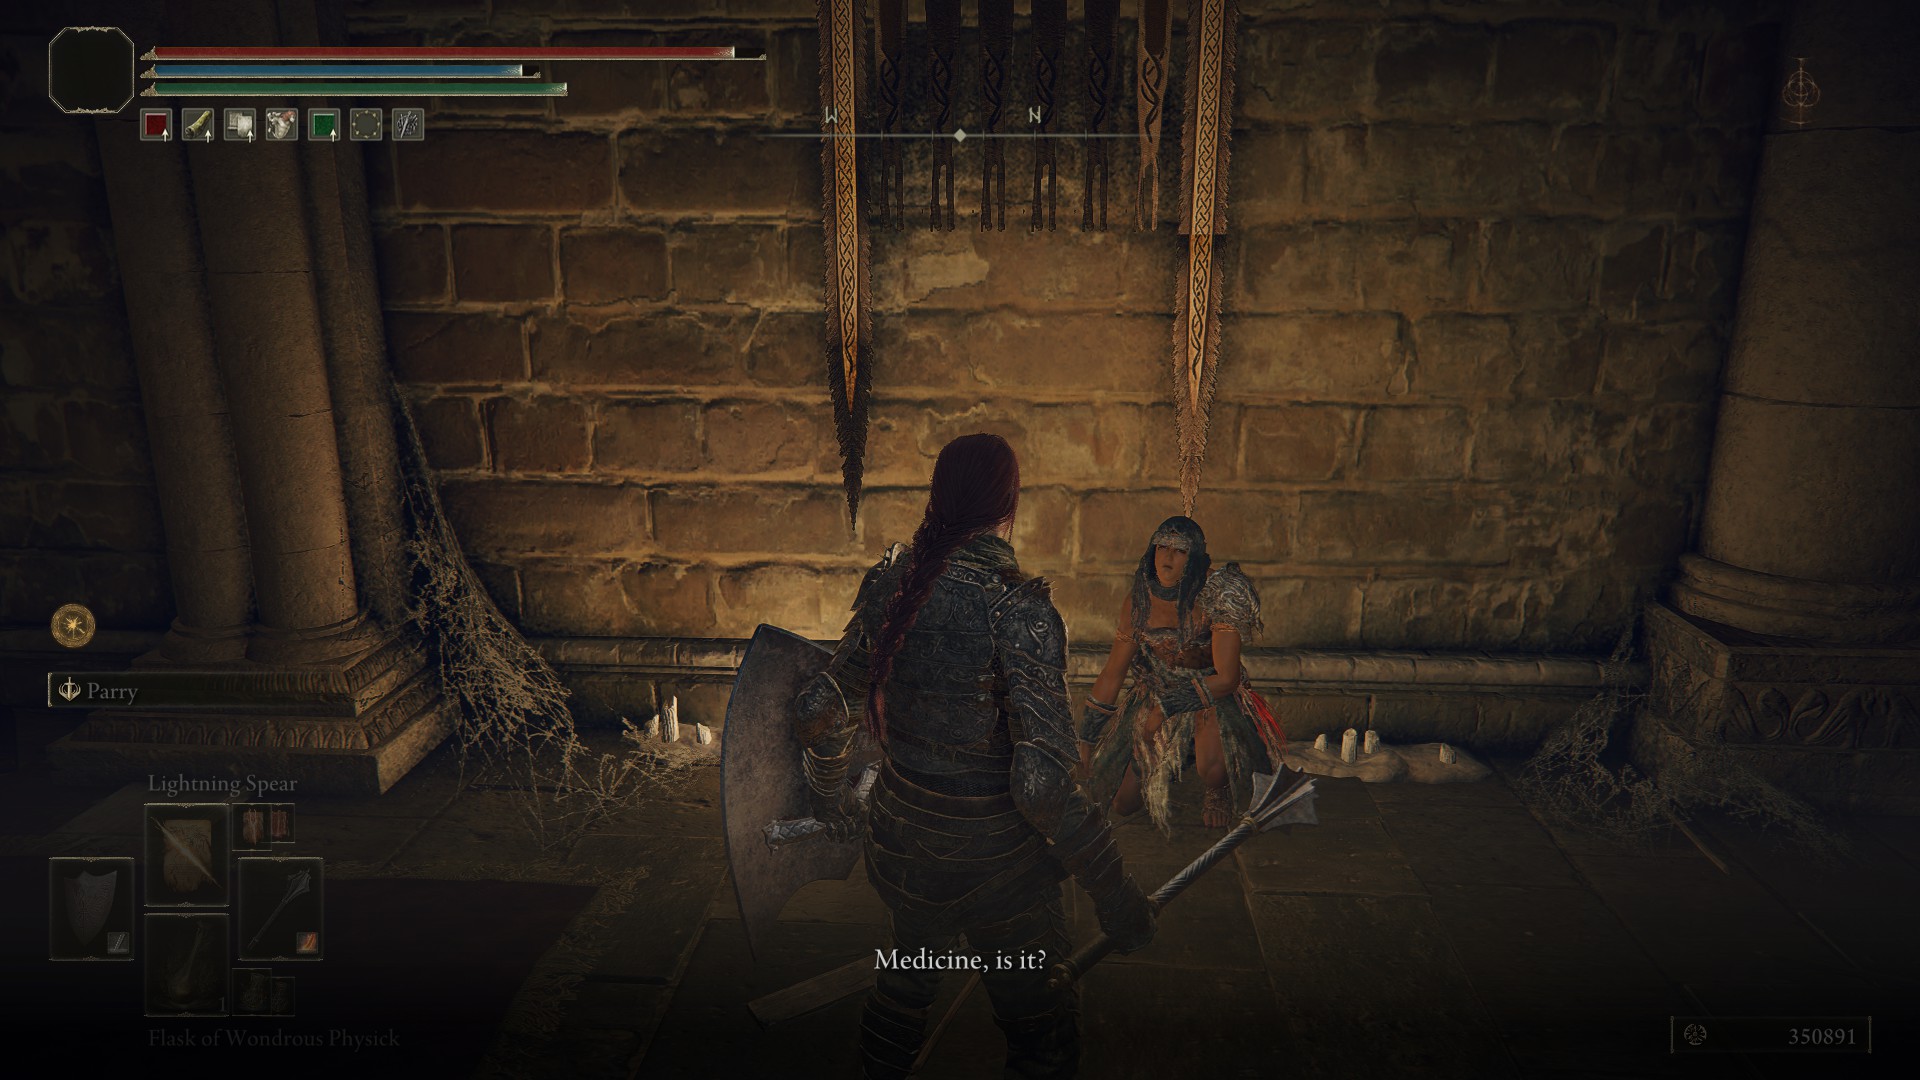 W
N
Parry
Lightning Spear
Medicine, is it?
1
Flask of Wondrous Physick
350891